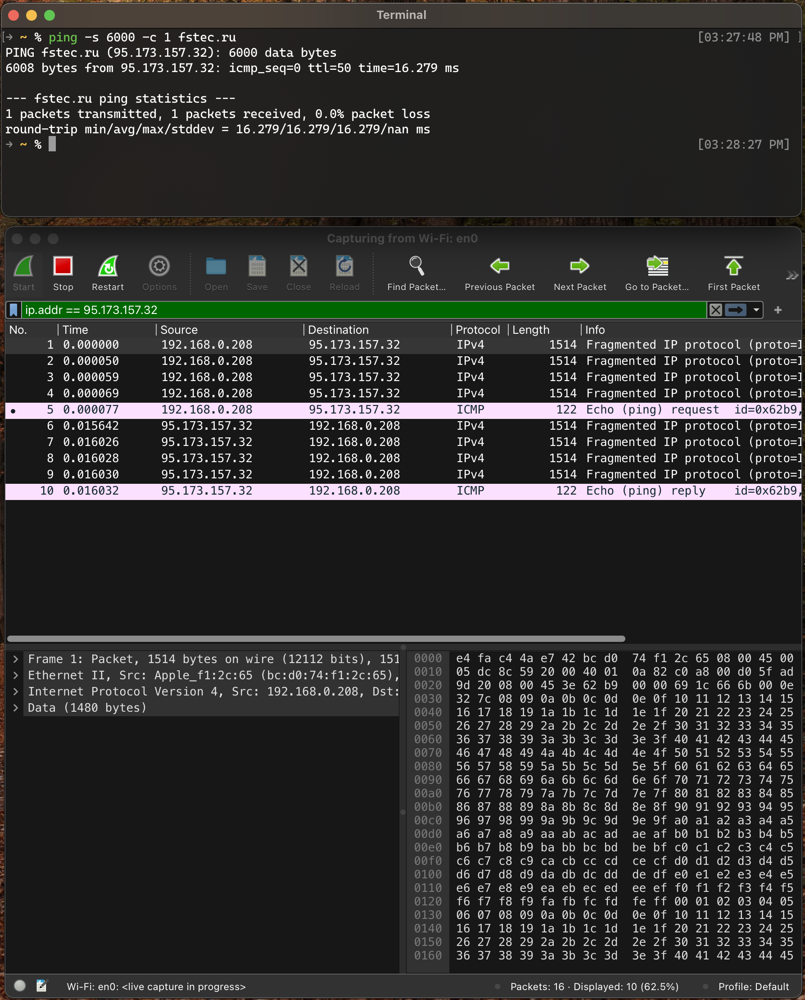 Terminal
[→ ~ % ping -s 6000 -c 1 fstec.ru [03:27:48 PM] ]
PING fstec.ru (95.173.157.32): 6000 data bytes
6008 bytes from 95.173.157.32: icmp_seq=0 ttl=50 time=16.279 ms
--- fstec.ru ping statistics ---
1 packets transmitted, 1 packets received, 0.0% packet loss
round-trip min/avg/max/stddev = 16.279/16.279/16.279/nan ms
→ ~ % [03:28:27 PM]
Capturing from Wi-Fi: en0
Start Stop Restart Options Open Save Close Reload Find Packet... Previous Packet Next Packet Go to Packet... First Packet
ip.addr == 95.173.157.32
No. Time Source Destination Protocol Length Info
1 0.000000 192.168.0.208 95.173.157.32 IPv4 1514 Fragmented IP protocol (proto=I
2 0.000050 192.168.0.208 95.173.157.32 IPv4 1514 Fragmented IP protocol (proto=I
3 0.000059 192.168.0.208 95.173.157.32 IPv4 1514 Fragmented IP protocol (proto=I
4 0.000069 192.168.0.208 95.173.157.32 IPv4 1514 Fragmented IP protocol (proto=I
5 0.000077 192.168.0.208 95.173.157.32 ICMP 122 Echo (ping) request id=0x62b9,
6 0.015642 95.173.157.32 192.168.0.208 IPv4 1514 Fragmented IP protocol (proto=I
7 0.016026 95.173.157.32 192.168.0.208 IPv4 1514 Fragmented IP protocol (proto=I
8 0.016028 95.173.157.32 192.168.0.208 IPv4 1514 Fragmented IP protocol (proto=I
9 0.016030 95.173.157.32 192.168.0.208 IPv4 1514 Fragmented IP protocol (proto=I
10 0.016032 95.173.157.32 192.168.0.208 ICMP 122 Echo (ping) reply id=0x62b9,
Frame 1: Packet, 1514 bytes on wire (12112 bits), 151
Ethernet II, Src: Apple_f1:2c:65 (bc:d0:74:f1:2c:65),
Internet Protocol Version 4, Src: 192.168.0.208, Dst:
Data (1480 bytes)
0000 e4 fa c4 4a e7 42 bc d0 74 f1 2c 65 08 00 45 00
0010 05 dc 8c 59 20 00 40 01 0a 82 c0 a8 00 d0 5f ad
0020 9d 20 08 00 45 3e 62 b9 00 00 69 1c 66 6b 00 0e
0030 32 7c 08 09 0a 0b 0c 0d 0e 0f 10 11 12 13 14 15
0040 16 17 18 19 1a 1b 1c 1d 1e 1f 20 21 22 23 24 25
0050 26 27 28 29 2a 2b 2c 2d 2e 2f 30 31 32 33 34 35
0060 36 37 38 39 3a 3b 3c 3d 3e 3f 40 41 42 43 44 45
0070 46 47 48 49 4a 4b 4c 4d 4e 4f 50 51 52 53 54 55
0080 56 57 58 59 5a 5b 5c 5d 5e 5f 60 61 62 63 64 65
0090 66 67 68 69 6a 6b 6c 6d 6e 6f 70 71 72 73 74 75
00a0 76 77 78 79 7a 7b 7c 7d 7e 7f 80 81 82 83 84 85
00b0 86 87 88 89 8a 8b 8c 8d 8e 8f 90 91 92 93 94 95
00c0 96 97 98 99 9a 9b 9c 9d 9e 9f a0 a1 a2 a3 a4 a5
00d0 a6 a7 a8 a9 aa ab ac ad ae af b0 b1 b2 b3 b4 b5
00e0 b6 b7 b8 b9 ba bb bc bd be bf c0 c1 c2 c3 c4 c5
00f0 c6 c7 c8 c9 ca cb cc cd ce cf d0 d1 d2 d3 d4 d5
0100 d6 d7 d8 d9 da db dc dd de df e0 e1 e2 e3 e4 e5
0110 e6 e7 e8 e9 ea eb ec ed ee ef f0 f1 f2 f3 f4 f5
0120 f6 f7 f8 f9 fa fb fc fd fe ff 00 01 02 03 04 05
0130 06 07 08 09 0a 0b 0c 0d 0e 0f 10 11 12 13 14 15
0140 16 17 18 19 1a 1b 1c 1d 1e 1f 20 21 22 23 24 25
0150 26 27 28 29 2a 2b 2c 2d 2e 2f 30 31 32 33 34 35
0160 36 37 38 39 3a 3b 3c 3d 3e 3f 40 41 42 43 44 45
Wi-Fi: en0: <live capture in progress> Packets: 16 · Displayed: 10 (62.5%) Profile: Default